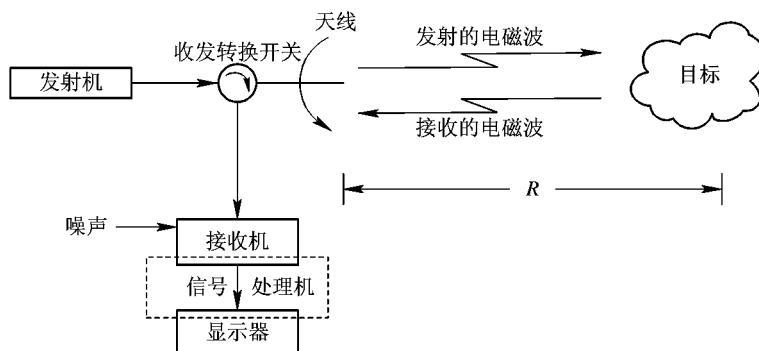 天线
收发转换开关
发射的电磁波
发射机
目标
接收的电磁波
R
噪声
接收机
信号 处理机
显示器